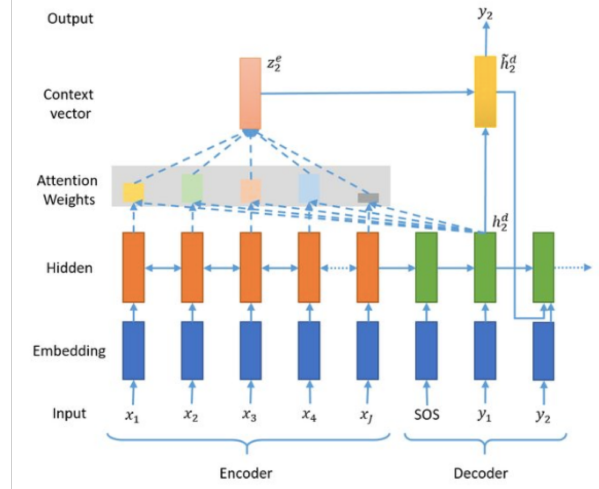 Output
y₂
Context vector
z₂ᵉ
h̃₂ᵈ
Attention Weights
h₂ᵈ
Hidden
Embedding
Input x₁ x₂ x₃ x₄ x_J SOS y₁ y₂
Encoder Decoder